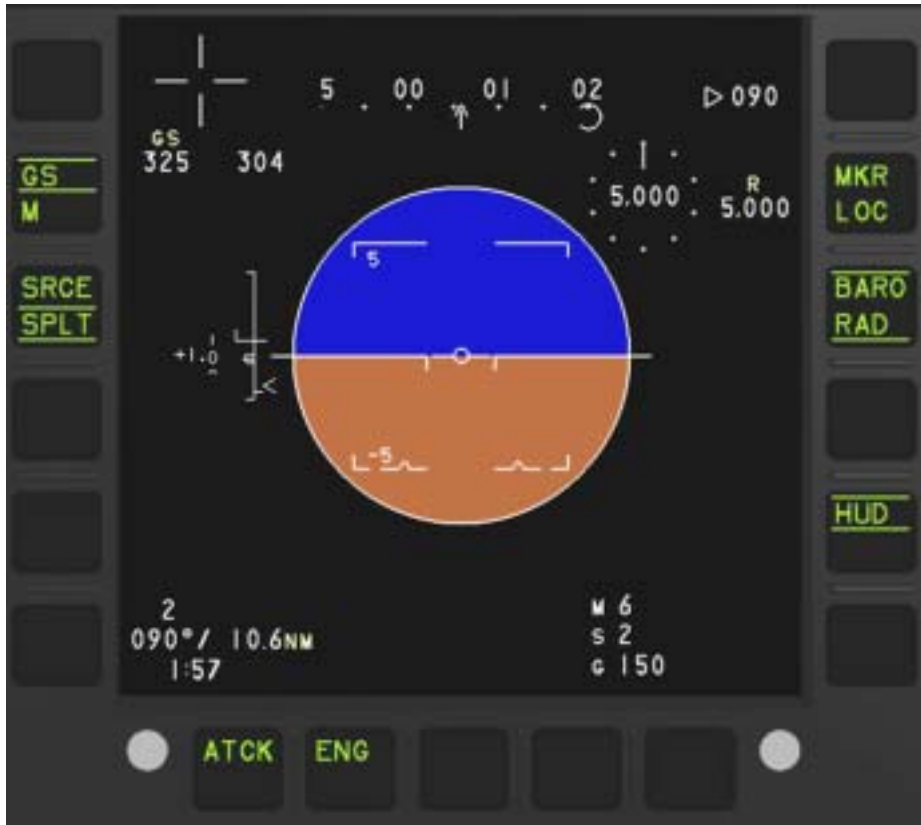 5 00 01 02
090
GS
325 304
GS
M
5.000
R
5.000
MKR
LOC
5
SRCE
SPLT
BARO
RAD
+1.0
-5
HUD
2
090°/ 10.6NM
1:57
M 6
S 2
G 150
ATCK ENG